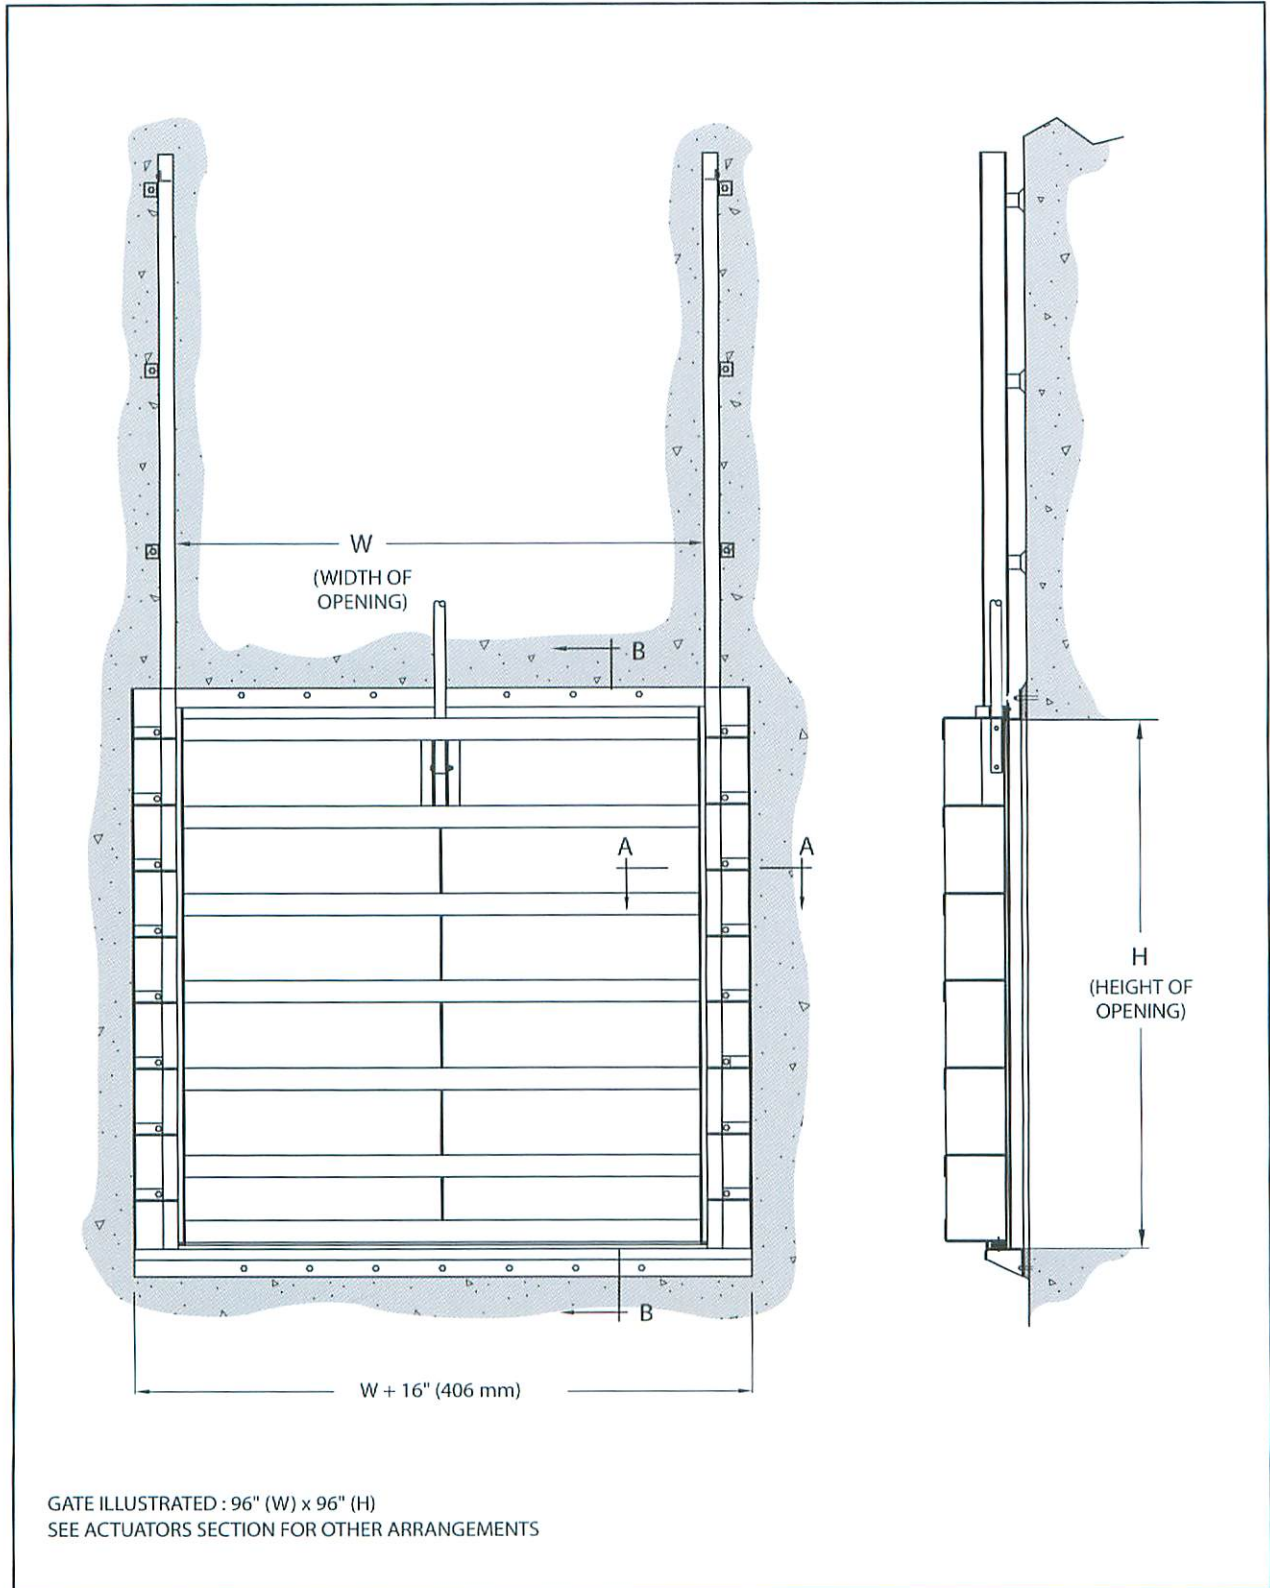 W
(WIDTH OF
OPENING)
B
A
A
H
(HEIGHT OF
OPENING)
B
W + 16" (406 mm)
GATE ILLUSTRATED : 96" (W) x 96" (H)
SEE ACTUATORS SECTION FOR OTHER ARRANGEMENTS